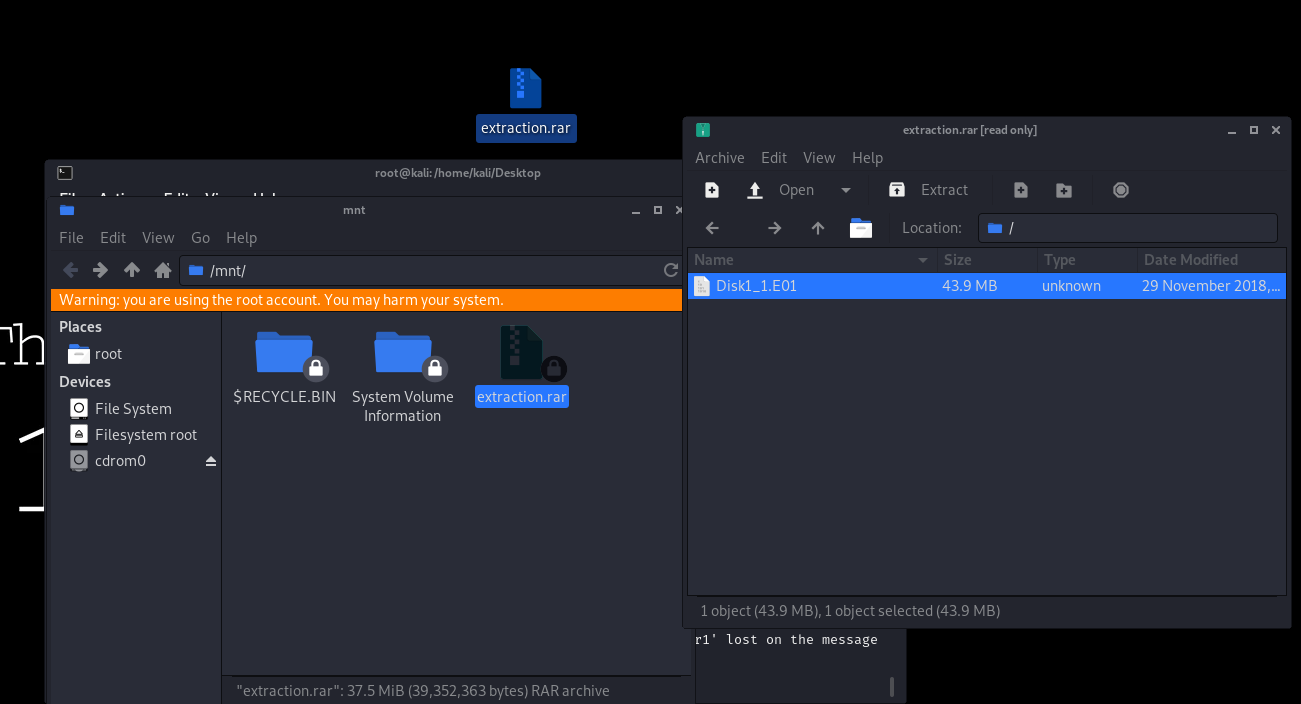 extraction.rar
root@kali: /home/kali/Desktop
mnt
File Edit View Go Help
/mnt/
Warning: you are using the root account. You may harm your system.
Places
root
Devices
File System
Filesystem root
cdrom0
$RECYCLE.BIN
System Volume
Information
extraction.rar
"extraction.rar": 37.5 MiB (39,352,363 bytes) RAR archive
extraction.rar [read only]
Archive Edit View Help
Open Extract
Location: /
Name Size Type Date Modified
Disk1_1.E01 43.9 MB unknown 29 November 2018,...
1 object (43.9 MB), 1 object selected (43.9 MB)
r1' lost on the message